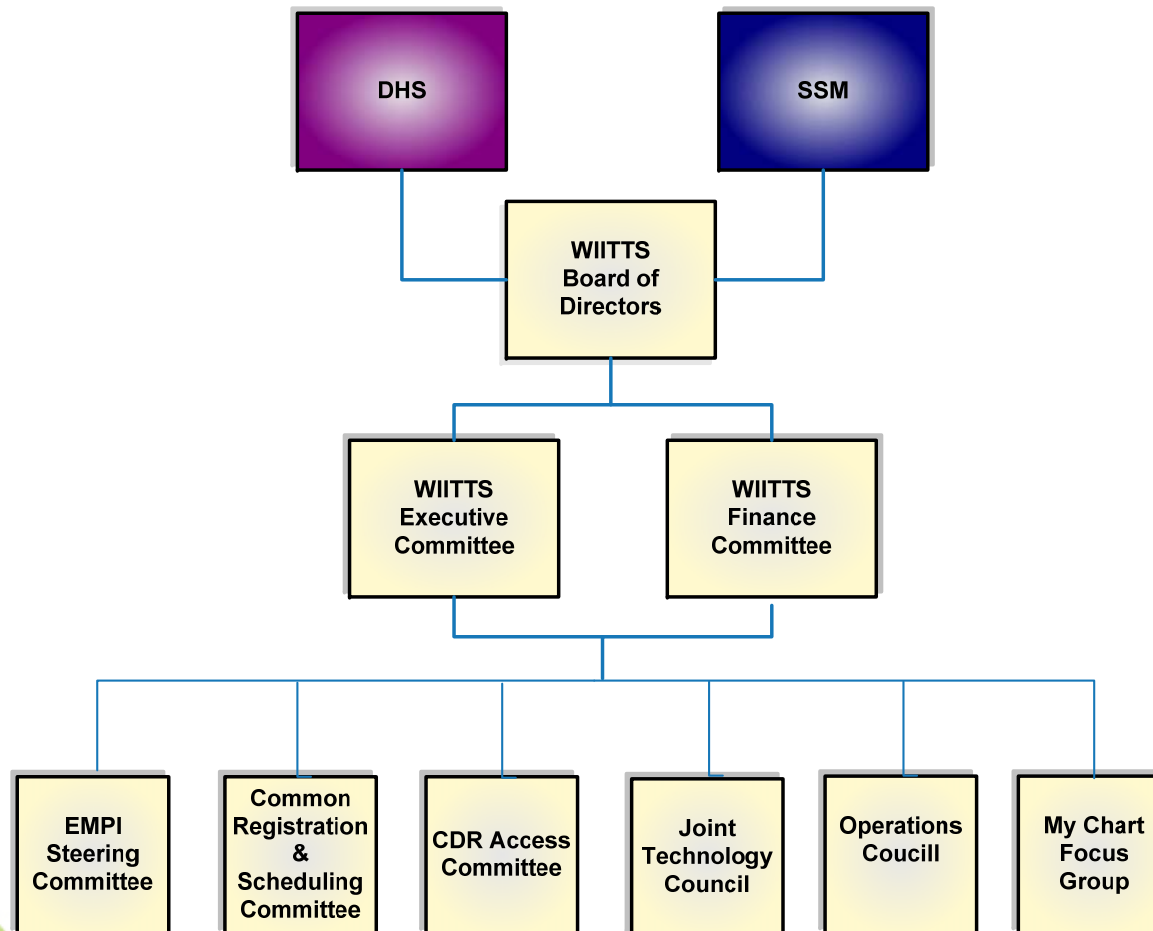 DHS
SSM
WIITTS
Board of
Directors
WIITTS
Executive
Committee
WIITTS
Finance
Committee
EMPI
Steering
Committee
Common
Registration
&
Scheduling
Committee
CDR Access
Committee
Joint
Technology
Council
Operations
Coucill
My Chart
Focus
Group